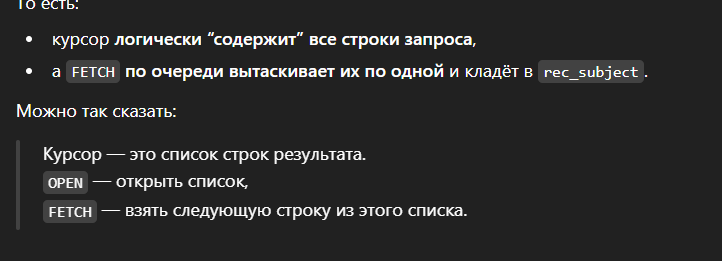 То есть:
• курсор логически “содержит” все строки запроса,
• а FETCH по очереди вытаскивает их по одной и кладёт в rec_subject.
Можно так сказать:
Курсор — это список строк результата.
OPEN — открыть список,
FETCH — взять следующую строку из этого списка.